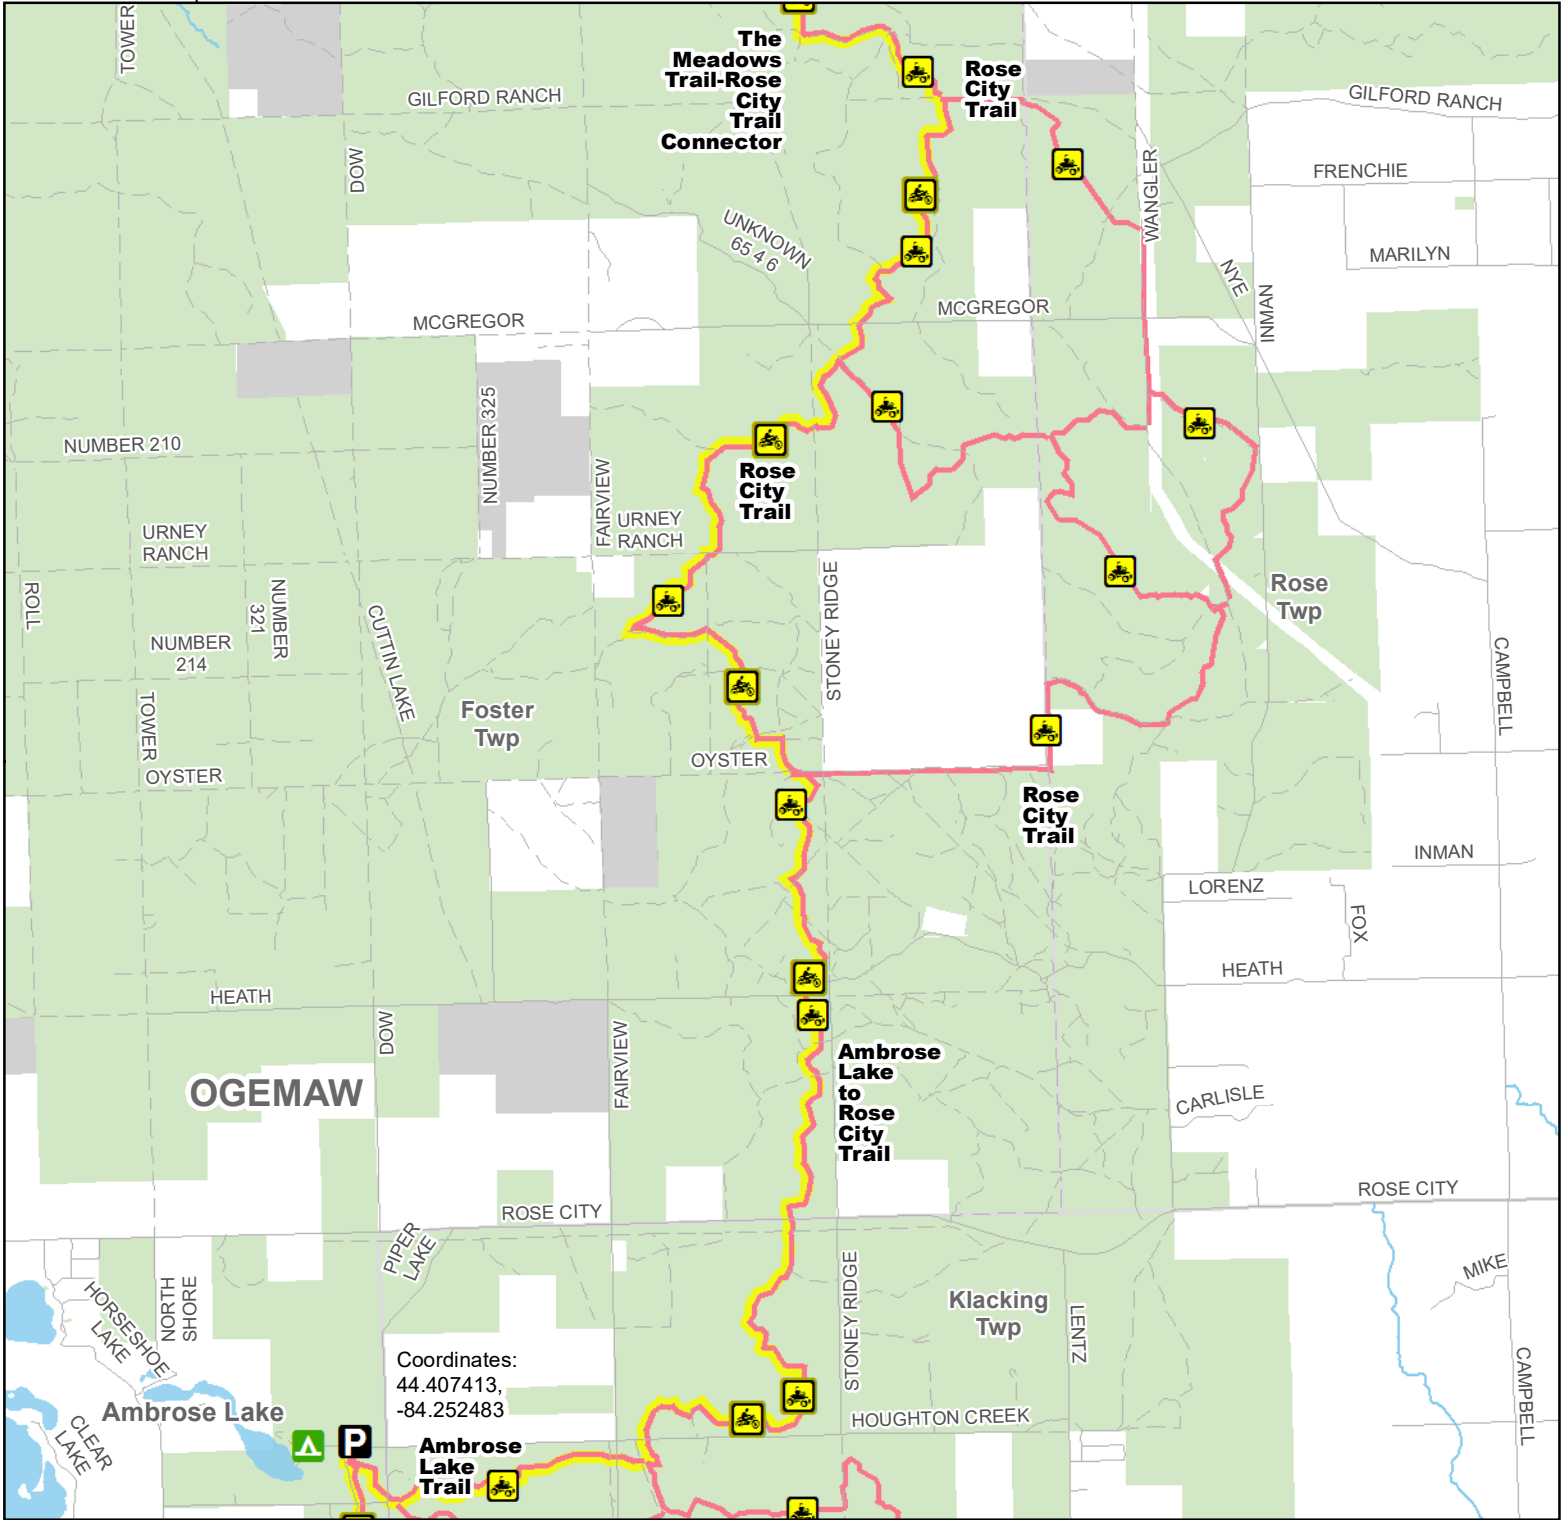 TOWER
The
Meadows
Trail-Rose
City
Trail
Connector
Rose
City
Trail
GILFORD RANCH
GILFORD RANCH
DOW
WANGLER
FRENCHIE
UNKNOWN
65 4 6
MARILYN
NYE
INMAN
MCGREGOR
MCGREGOR
NUMBER 325
NUMBER 210
FAIRVIEW
Rose
City
Trail
URNEY
RANCH
URNEY
RANCH
ROLL
NUMBER
321
CUTTIN LAKE
STONEY RIDGE
Rose
Twp
NUMBER
214
CAMPBELL
TOWER
Foster
Twp
OYSTER
OYSTER
Rose
City
Trail
INMAN
LORENZ
FOX
HEATH
HEATH
DOW
FAIRVIEW
OGEMAW
Ambrose
Lake
to
Rose
City
Trail
CARLISLE
ROSE CITY
ROSE CITY
PIPER
LAKE
NORTH
SHORE
HORSESHOE
LAKE
STONEY RIDGE
Klacking
Twp
LENTZ
MIKE
CAMPBELL
Coordinates:
44.407413,
-84.252483
Ambrose Lake
CLEAR
LAKE
P
HOUGHTON CREEK
Ambrose
Lake
Trail